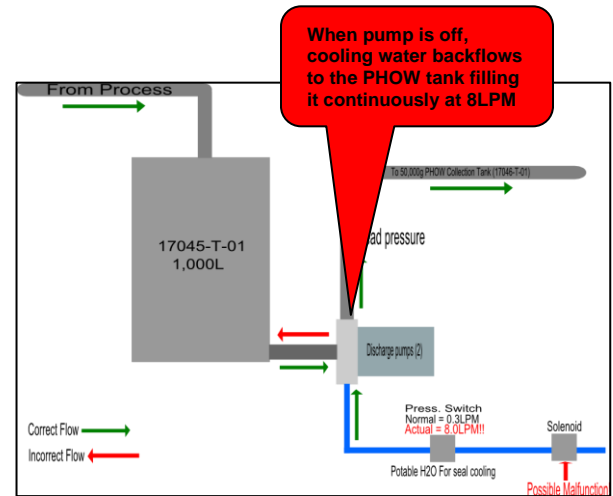 When pump is off,
cooling water backflows
to the PHOW tank filling
it continuously at 8LPM
From Process
To 50,000g PHOW Collection Tank (17046-T-01)
pressure
17045-T-01
1,000L
Discharge pumps (2)
Press. Switch
Normal = 0.3LPM
Actual = 8.0LPM!!
Solenoid
Correct Flow
Incorrect Flow
Potable H2O For seal cooling
Possible Malfunction